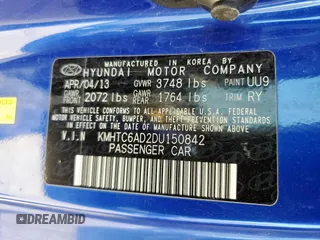 MANUFACTURED IN KOREA BY
HYUNDAI MOTOR COMPANY
APR/04/13 GVWR 3748 lbs PAINT UU9
GAWR FRONT 2072 lbs GAWR REAR 1764 lbs TRIM RY
THIS VEHICLE CONFORMS TO ALL APPLICABLE U.S.
FEDERAL MOTOR VEHICLE SAFETY, BUMPER, AND THEFT
PREVENTION STANDARDS IN EFFECT ON THE DATE OF
MANUFACTURE SHOWN ABOVE.
V.I.N KMHTC6AD2DU150842
PASSENGER CAR
DREAMBID
DREAMBID.COM